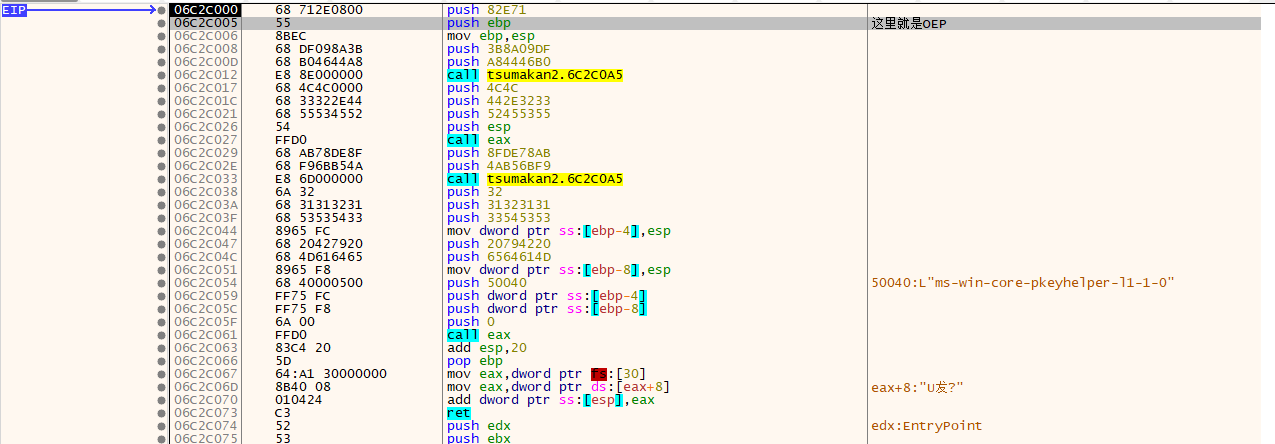 EIP
06C2C000 68 712E0800 push 82E71
06C2C005 55 push ebp 这里就是OEP
06C2C006 8BEC mov ebp,esp
06C2C008 68 DF098A3B push 3B8A09DF
06C2C00D 68 B04644A8 push A84446B0
06C2C012 E8 8E000000 call tsumakan2.6C2C0A5
06C2C017 68 4C4C0000 push 4C4C
06C2C01C 68 33322E44 push 442E3233
06C2C021 68 55534552 push 52455355
06C2C026 54 push esp
06C2C027 FFD0 call eax
06C2C029 68 AB78DE8F push 8FDE78AB
06C2C02E 68 F96BB54A push 4AB56BF9
06C2C033 E8 6D000000 call tsumakan2.6C2C0A5
06C2C038 6A 32 push 32
06C2C03A 68 31313231 push 31323131
06C2C03F 68 53535433 push 33545353
06C2C044 8965 FC mov dword ptr ss:[ebp-4],esp
06C2C047 68 20427920 push 20794220
06C2C04C 68 4D616465 push 6564614D
06C2C051 8965 F8 mov dword ptr ss:[ebp-8],esp
06C2C054 68 40000500 push 50040 50040:L"ms-win-core-pkeyhelper-l1-1-0"
06C2C059 FF75 FC push dword ptr ss:[ebp-4]
06C2C05C FF75 F8 push dword ptr ss:[ebp-8]
06C2C05F 6A 00 push 0
06C2C061 FFD0 call eax
06C2C063 83C4 20 add esp,20
06C2C066 5D pop ebp
06C2C067 64:A1 30000000 mov eax,dword ptr fs:[30]
06C2C06D 8B40 08 mov eax,dword ptr ds:[eax+8] eax+8:"U发?"
06C2C070 010424 add dword ptr ss:[esp],eax
06C2C073 C3 ret
06C2C074 52 push edx edx:EntryPoint
06C2C075 53 push ebx